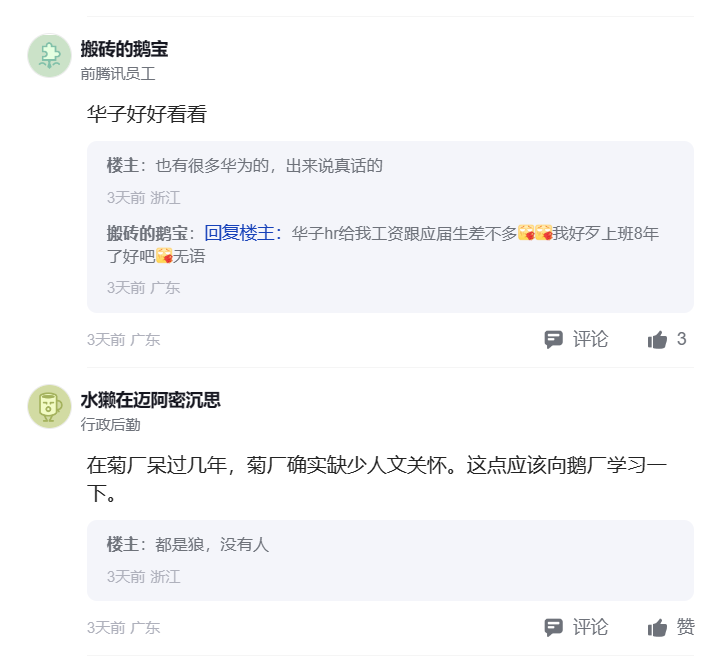 搬砖的鹅宝
前腾讯员工
华子好好看看
楼主：也有很多华为的，出来说真话的
3天前 浙江
搬砖的鹅宝：回复楼主：华子hr给我工资跟应届生差不多我好歹上班8年
了好吧无语
3天前 广东
3天前 广东 评论 3
水獭在迈阿密沉思
行政后勤
在菊厂呆过几年，菊厂确实缺少人文关怀。这点应该向鹅厂学习一
下。
楼主：都是狼，没有人
3天前 浙江
3天前 广东 评论 赞